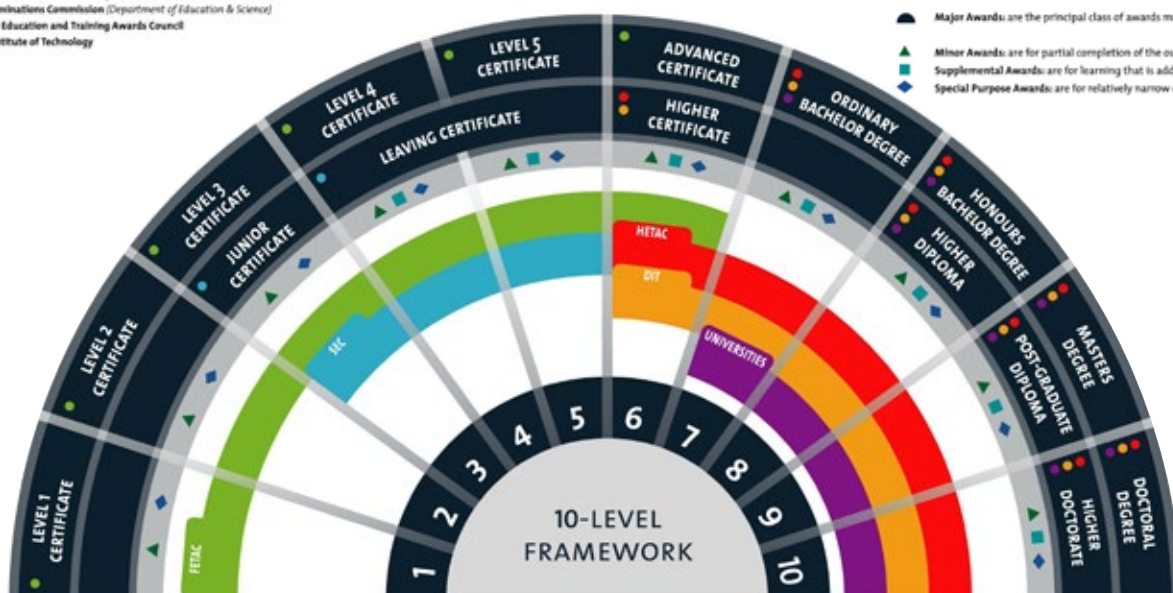 minations Commission (Department of Education & Science)
Education and Training Awards Council
titute of Technology
Major Awards: are the principal class of awards m
Minor Awards: are for partial completion of the ou
Supplemental Awards: are for learning that is add
Special Purpose Awards: are for relatively narrow
LEVEL 1
CERTIFICATE
LEVEL 2
CERTIFICATE
LEVEL 3
CERTIFICATE
JUNIOR
CERTIFICATE
LEVEL 4
CERTIFICATE
LEVEL 5
CERTIFICATE
LEAVING CERTIFICATE
ADVANCED
CERTIFICATE
HIGHER
CERTIFICATE
ORDINARY
BACHELOR DEGREE
HONOURS
BACHELOR DEGREE
HIGHER
DIPLOMA
MASTERS
DEGREE
POST-GRADUATE
DIPLOMA
DOCTORAL
DEGREE
HIGHER
DOCTORATE
FETAC
SEC
HETAC
DIT
UNIVERSITIES
1
2
3
4
5
6
7
8
9
10
10-LEVEL
FRAMEWORK